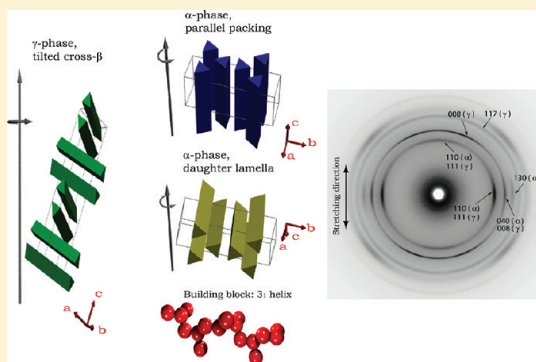 γ-phase,
tilted cross-β
α-phase,
parallel packing
c
b
a
α-phase,
daughter lamella
c
b
a
Building block: 3₁ helix
c
a
b
008 (γ)
117 (γ)
110 (α)
111 (γ)
130 (α)
110 (α)
111 (γ)
040 (α)
008 (γ)
Stretching direction